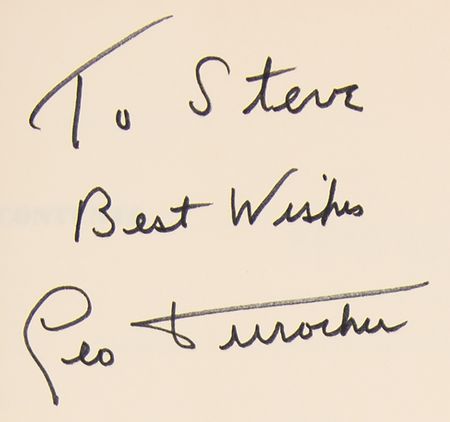 To Steve
Best Wishes
Leo Durocher